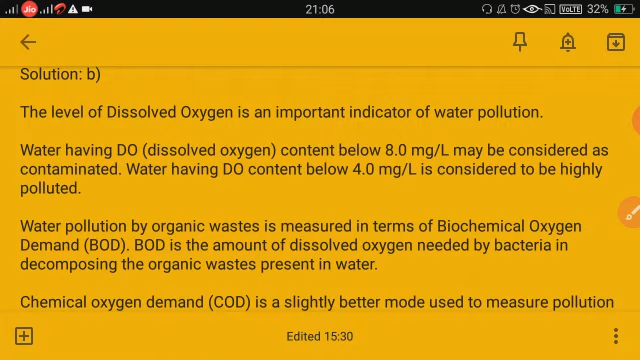 Jio
21:06
VoLTE
32%
Solution: b)
The level of Dissolved Oxygen is an important indicator of water pollution.
Water having DO (dissolved oxygen) content below 8.0 mg/L may be considered as
contaminated. Water having DO content below 4.0 mg/L is considered to be highly
polluted.
Water pollution by organic wastes is measured in terms of Biochemical Oxygen
Demand (BOD). BOD is the amount of dissolved oxygen needed by bacteria in
decomposing the organic wastes present in water.
Chemical oxygen demand (COD) is a slightly better mode used to measure pollution
Edited 15:30